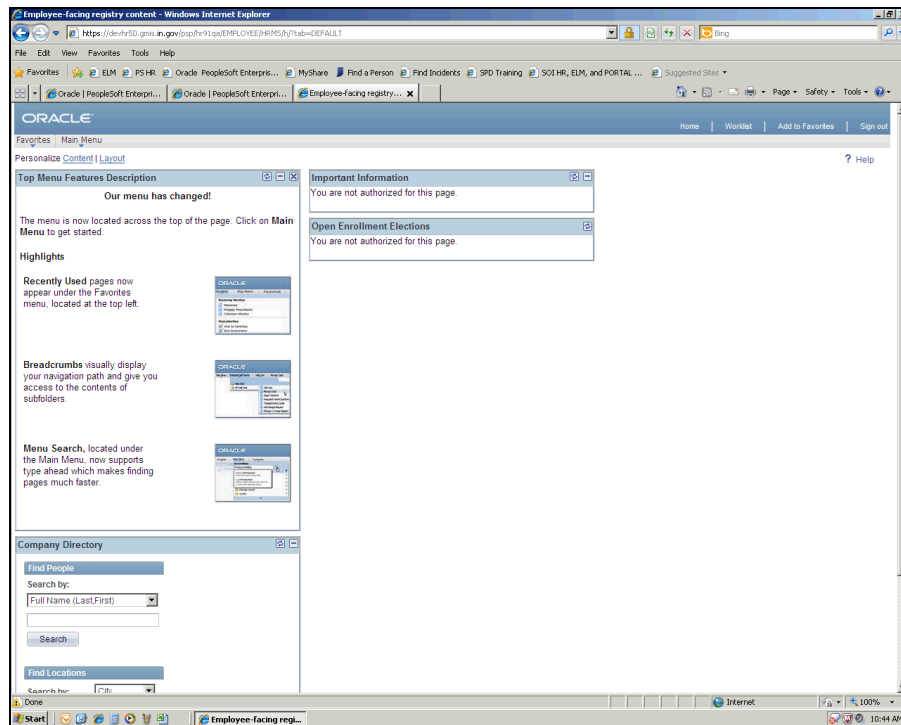 Employee-facing registry content - Windows Internet Explorer
https://devhr50.gmis.in.gov/psp/hr91qa/EMPLOYEE/HRMS/h/?tab=DEFAULT
Bing
File Edit View Favorites Tools Help
Favorites ELM PS HR Oracle PeopleSoft Enterpris... MyShare Find a Person Find Incidents SPD Training SOI HR, ELM, and PORTAL ... Suggested Sites
Oracle | PeopleSoft Enterpri... Oracle | PeopleSoft Enterpri... Employee-facing registry... Page Safety Tools
ORACLE
Home | Worklist | Add to Favorites | Sign out
Favorites Main Menu
Personalize Content | Layout
? Help
Top Menu Features Description
Our menu has changed!
The menu is now located across the top of the page. Click on Main
Menu to get started.
Highlights
Recently Used pages now
appear under the Favorites
menu, located at the top left.
ORACLE
Breadcrumbs visually display
your navigation path and give you
access to the contents of
subfolders.
ORACLE
Menu Search, located under
the Main Menu, now supports
type ahead which makes finding
pages much faster.
ORACLE
Important Information
You are not authorized for this page.
Open Enrollment Elections
You are not authorized for this page.
Company Directory
Find People
Search by:
Full Name (Last,First)
Search
Find Locations
Search by: City
Done
Internet
100%
Start
Employee-facing regi...
10:44 AM